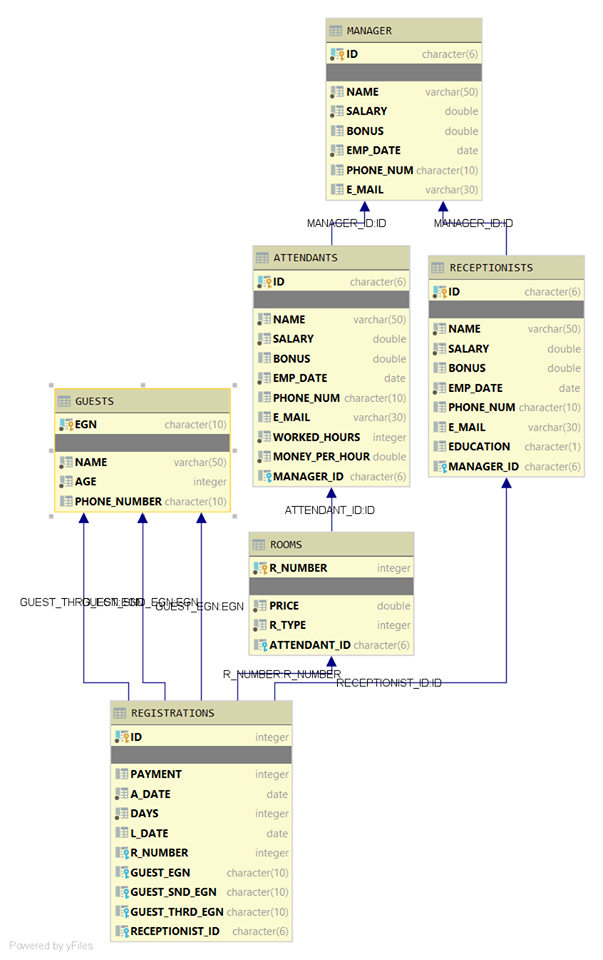 MANAGER
ID character(6)
NAME varchar(50)
SALARY double
BONUS double
EMP_DATE date
PHONE_NUM character(10)
E_MAIL varchar(30)
MANAGER_ID:ID
MANAGER_ID:ID
ATTENDANTS
ID character(6)
NAME varchar(50)
SALARY double
BONUS double
EMP_DATE date
PHONE_NUM character(10)
E_MAIL varchar(30)
WORKED_HOURS integer
MONEY_PER_HOUR double
MANAGER_ID character(6)
RECEPTIONISTS
ID character(6)
NAME varchar(50)
SALARY double
BONUS double
EMP_DATE date
PHONE_NUM character(10)
E_MAIL varchar(30)
EDUCATION character(1)
MANAGER_ID character(6)
GUESTS
EGN character(10)
NAME varchar(50)
AGE integer
PHONE_NUMBER character(10)
ATTENDANT_ID:ID
ROOMS
R_NUMBER integer
PRICE double
R_TYPE integer
ATTENDANT_ID character(6)
GUEST_EGN:EGN
R_NUMBER:R_NUMBER
RECEPTIONIST_ID:ID
REGISTRATIONS
ID integer
PAYMENT integer
A_DATE date
DAYS integer
L_DATE date
R_NUMBER integer
GUEST_EGN character(10)
GUEST_SND_EGN character(10)
GUEST_THRD_EGN character(10)
RECEPTIONIST_ID character(6)
Powered by yFiles